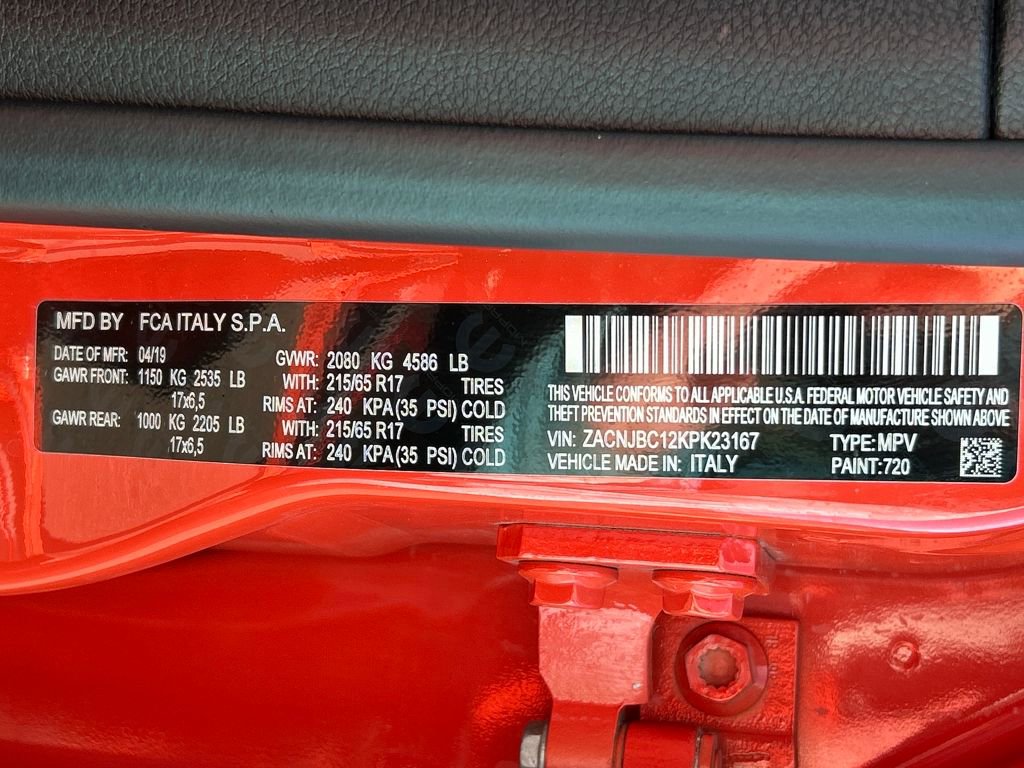 MFD BY FCA ITALY S.P.A.
DATE OF MFR: 04/19 GVWR: 2080 KG 4586 LB
GAWR FRONT: 1150 KG 2535 LB WITH: 215/65 R17 TIRES
17x6,5 RIMS AT: 240 KPA(35 PSI) COLD
GAWR REAR: 1000 KG 2205 LB WITH: 215/65 R17 TIRES
17x6,5 RIMS AT: 240 KPA(35 PSI) COLD
THIS VEHICLE CONFORMS TO ALL APPLICABLE U.S.A. FEDERAL MOTOR VEHICLE SAFETY AND
THEFT PREVENTION STANDARDS IN EFFECT ON THE DATE OF MANUFACTURE SHOWN ABOVE
VIN: ZACNJBC12KPK23167 TYPE: MPV
VEHICLE MADE IN: ITALY PAINT:720